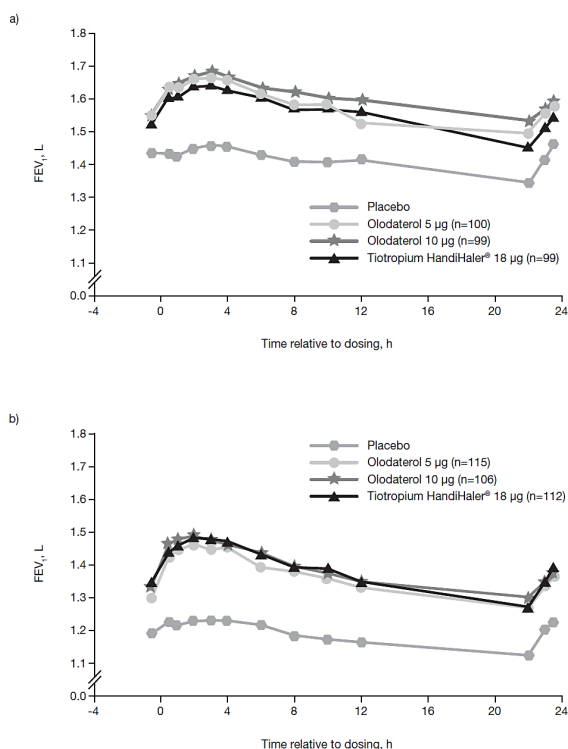 a)
1.8
1.7
1.6
1.5
1.4
1.3
1.2
1.1
0.0
FEV1, L
Placebo
Olodaterol 5 µg (n=100)
Olodaterol 10 µg (n=99)
Tiotropium HandiHaler® 18 µg (n=99)
-4 0 4 8 12 16 20 24
Time relative to dosing, h
b)
1.8
1.7
1.6
1.5
1.4
1.3
1.2
1.1
0.0
FEV1, L
Placebo
Olodaterol 5 µg (n=115)
Olodaterol 10 µg (n=106)
Tiotropium HandiHaler® 18 µg (n=112)
-4 0 4 8 12 16 20 24
Time relative to dosing, h